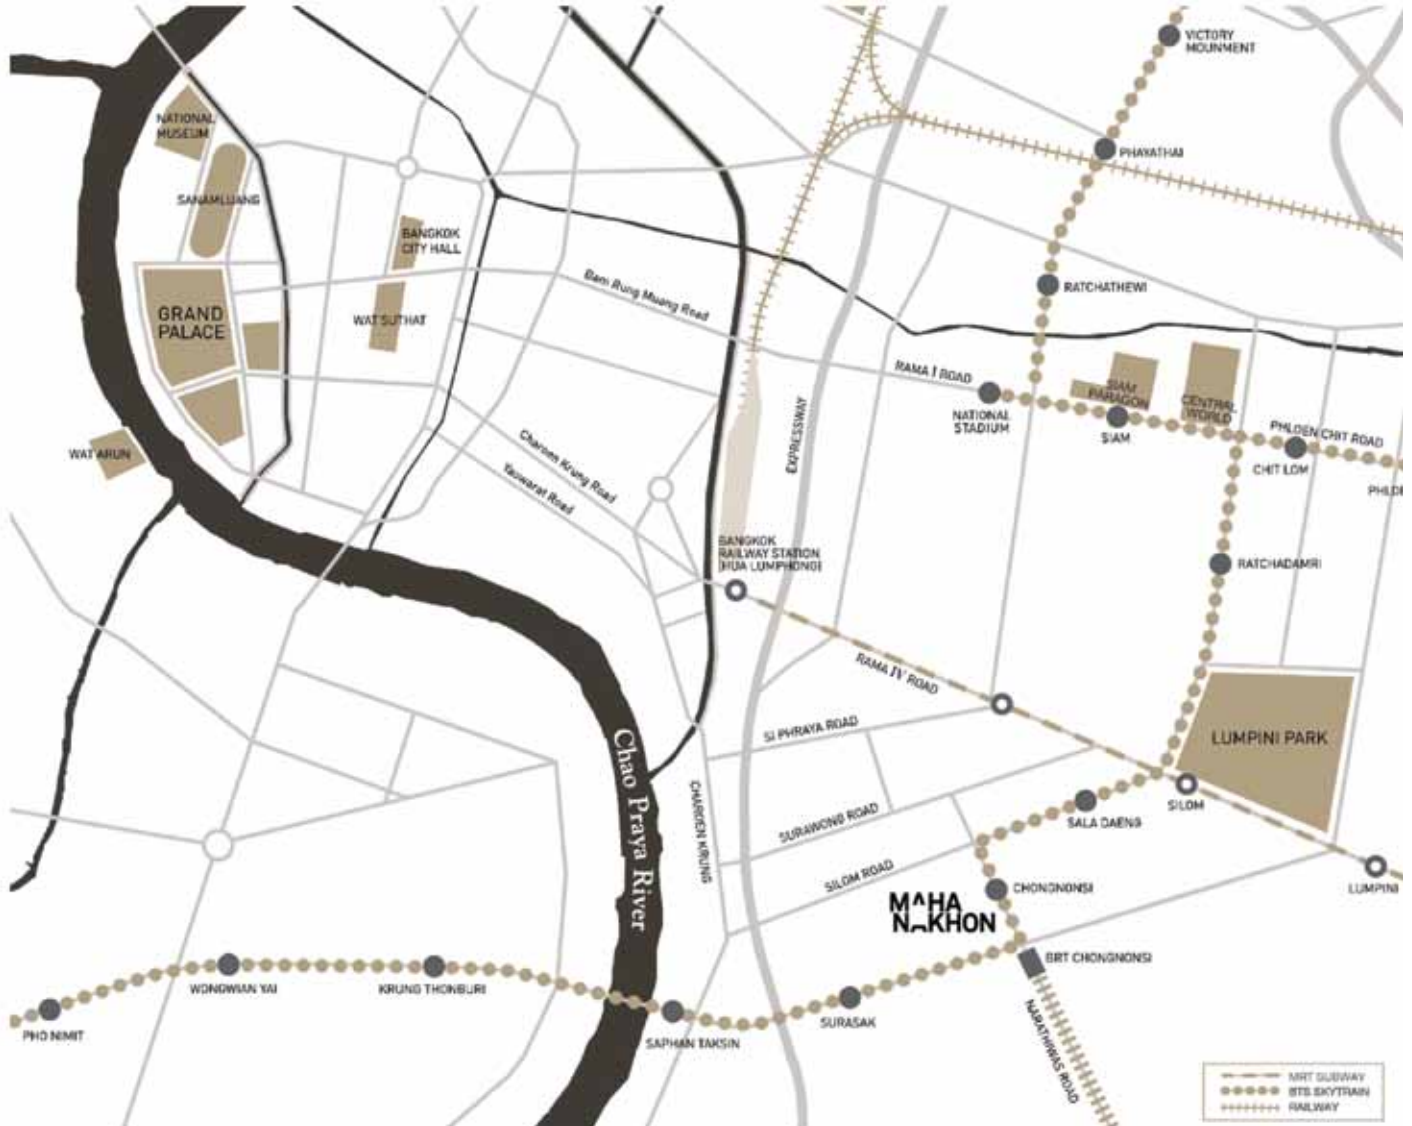 VICTORY
MOUNMENT
NATIONAL
MUSEUM
PHAYATHAI
SANAMLUANG
BANGKOK
CITY HALL
Bam Rung Muang Road
RATCHATHEWI
GRAND
PALACE
WAT SUTHAT
RAMA I ROAD
SIAM
PARAGON
CENTRAL
WORLD
NATIONAL
STADIUM
SIAM
PHLOEN CHIT ROAD
CHIT LOM
PHLOE
EXPRESSWAY
WAT ARUN
Charoen Krung Road
Yaowarat Road
BANGKOK
RAILWAY STATION
(HUA LUMPHONG)
RATCHADAMRI
RAMA IV ROAD
SI PHRAYA ROAD
LUMPINI PARK
Chao Praya River
CHAROEN KRUNG
SURAWONG ROAD
SILOM
SALA DAENG
SILOM ROAD
CHONGNONSI
LUMPINI
M^HA
NAKHON
BRT CHONGNONSI
WONGWIAN YAI
KRUNG THONBURI
PHO NIMIT
SAPHAN TAKSIN
SURASAK
NARATHIWAS ROAD
MRT SUBWAY
BTS SKYTRAIN
RAILWAY